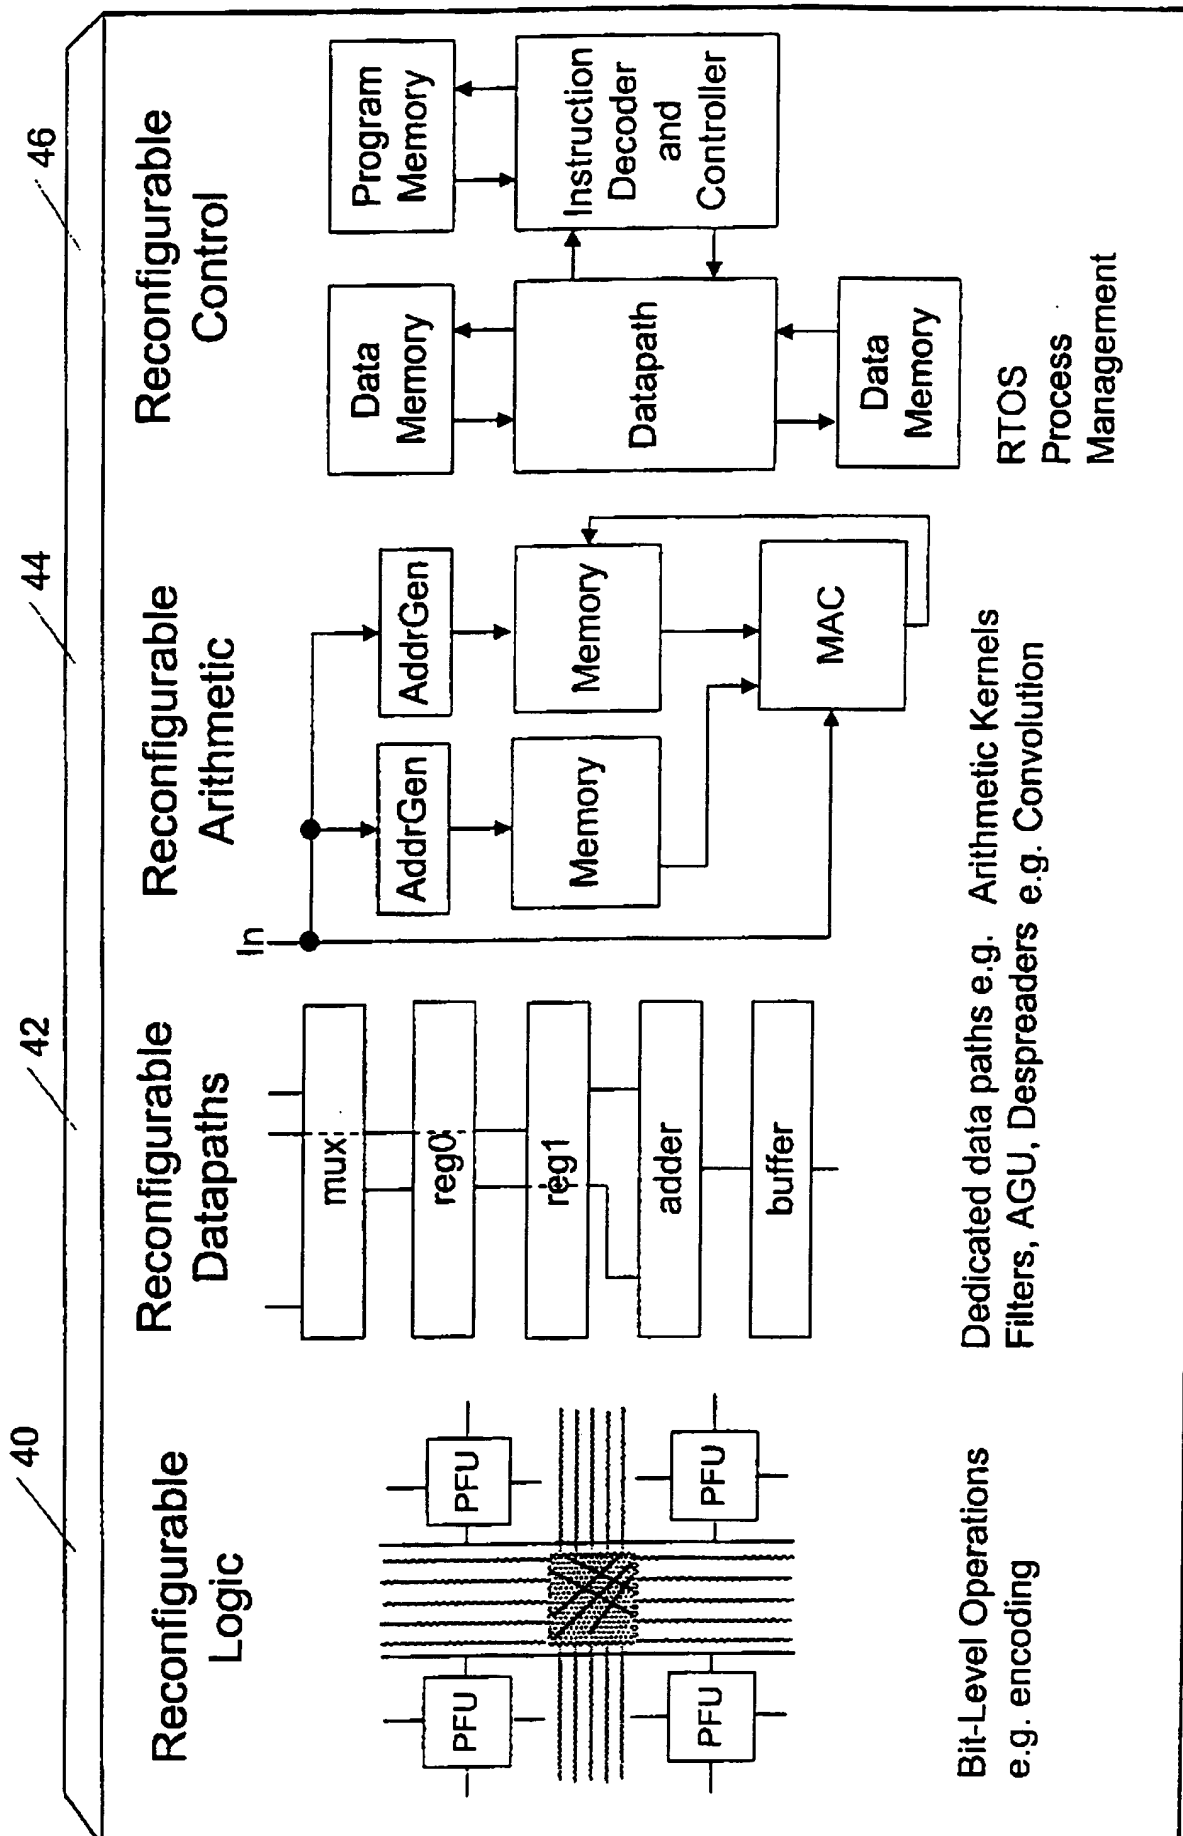 40
42
44
46
Reconfigurable
Logic
PFU
PFU
PFU
PFU
Bit-Level Operations
e.g. encoding
Reconfigurable
Datapaths
mux
reg0
reg1
adder
buffer
Dedicated data paths e.g.
Filters, AGU, Despreaders
Reconfigurable
Arithmetic
In
AddrGen
AddrGen
Memory
Memory
MAC
Arithmetic Kernels
e.g. Convolution
Reconfigurable
Control
Data
Memory
Program
Memory
Datapath
Instruction
Decoder
and
Controller
Data
Memory
RTOS
Process
Management